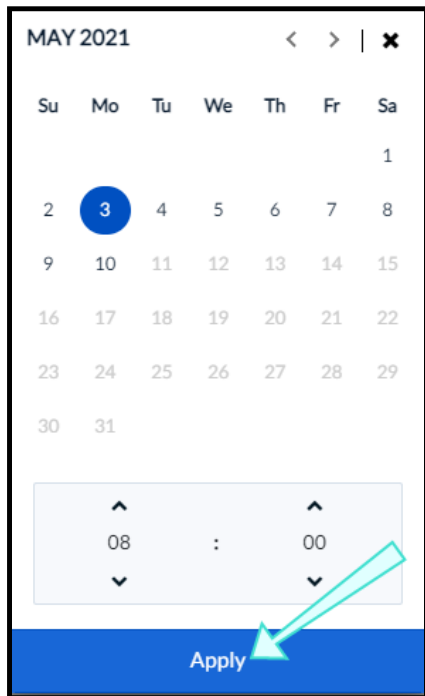 MAY 2021
Su Mo Tu We Th Fr Sa
1
2 3 4 5 6 7 8
9 10 11 12 13 14 15
16 17 18 19 20 21 22
23 24 25 26 27 28 29
30 31
08 : 00
Apply